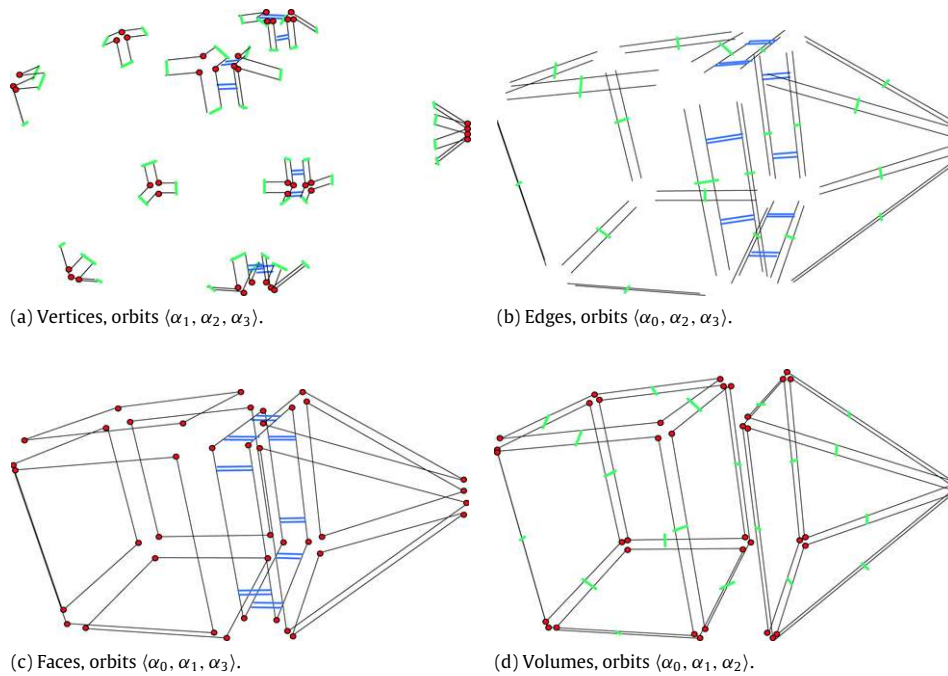 (a) Vertices, orbits ⟨α₁, α₂, α₃⟩.
(b) Edges, orbits ⟨α₀, α₂, α₃⟩.
(c) Faces, orbits ⟨α₀, α₁, α₃⟩.
(d) Volumes, orbits ⟨α₀, α₁, α₂⟩.